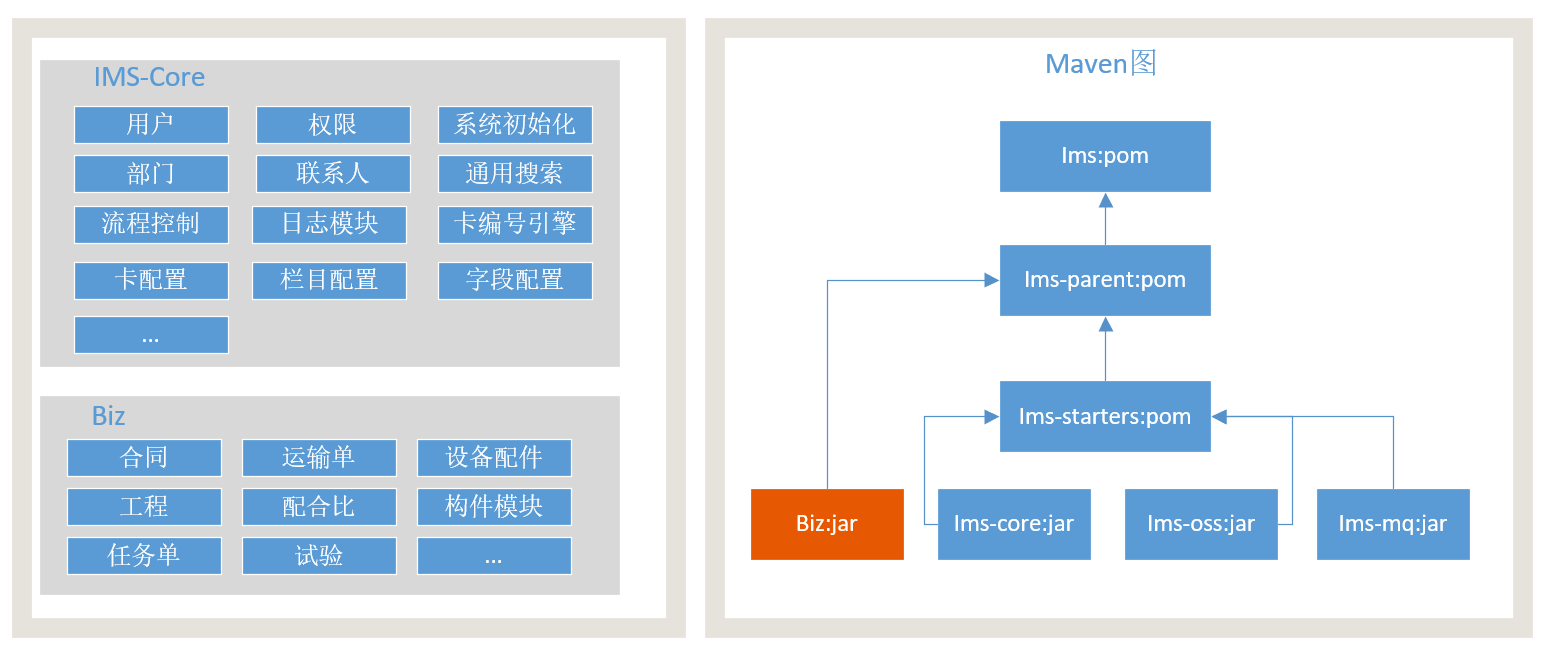 IMS-Core
用户
权限
系统初始化
部门
联系人
通用搜索
流程控制
日志模块
卡编号引擎
卡配置
栏目配置
字段配置
...
Biz
合同
运输单
设备配件
工程
配合比
构件模块
任务单
试验
...
Maven图
Ims:pom
Ims-parent:pom
Ims-starters:pom
Biz:jar
Ims-core:jar
Ims-oss:jar
Ims-mq:jar